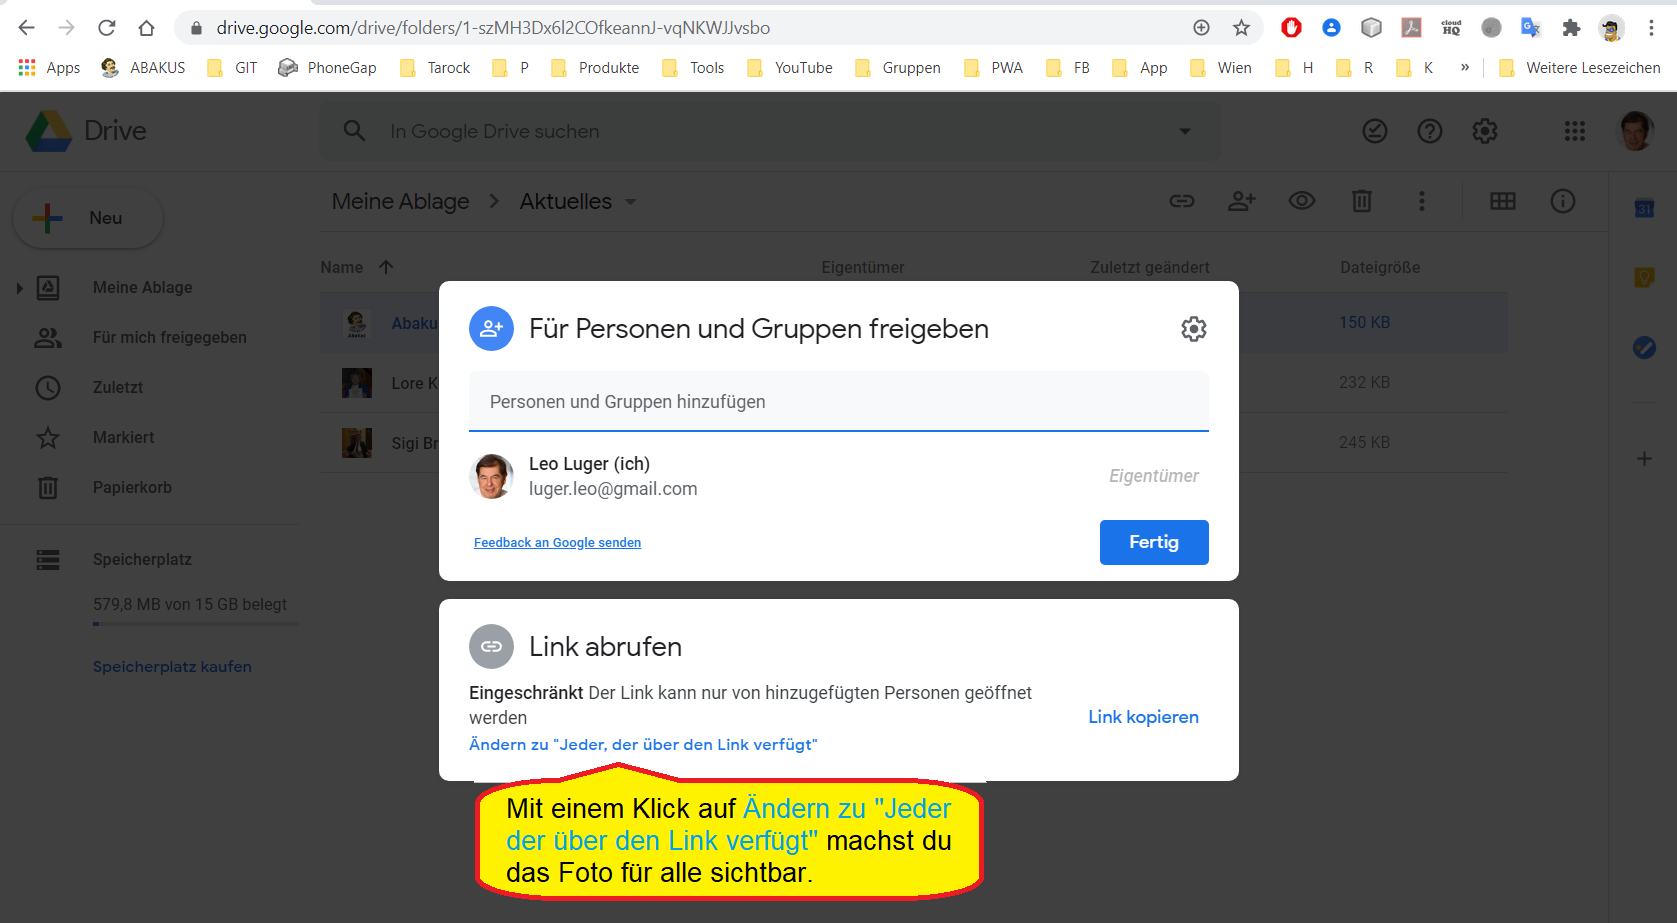 drive.google.com/drive/folders/1-szMH3Dx6l2COfkeannJ-vqNKWJJvsbo
cloud HQ
Apps ABAKUS GIT PhoneGap Tarock P Produkte Tools YouTube Gruppen PWA FB App Wien H R K » Weitere Lesezeichen
Drive
In Google Drive suchen
Neu
Meine Ablage > Aktuelles
31
Name Eigentümer Zuletzt geändert Dateigröße
Meine Ablage
Für mich freigegeben
Zuletzt
Markiert
Papierkorb
Speicherplatz
579,8 MB von 15 GB belegt
Speicherplatz kaufen
Abaku
150 KB
Lore K
232 KB
Sigi Br
245 KB
Für Personen und Gruppen freigeben
Personen und Gruppen hinzufügen
Leo Luger (ich)
luger.leo@gmail.com
Eigentümer
Feedback an Google senden
Fertig
Link abrufen
Eingeschränkt Der Link kann nur von hinzugefügten Personen geöffnet
werden
Link kopieren
Ändern zu "Jeder, der über den Link verfügt"
Mit einem Klick auf Ändern zu "Jeder
der über den Link verfügt" machst du
das Foto für alle sichtbar.